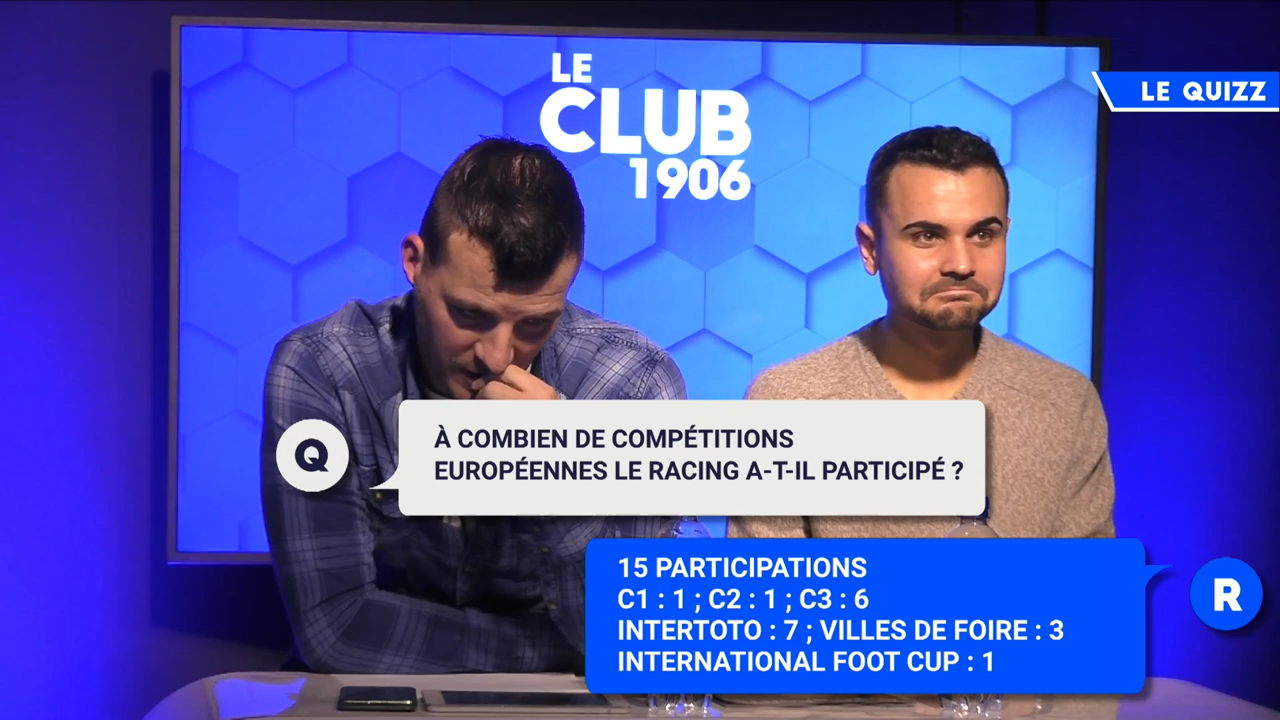 LE
CLUB
1906
LE QUIZZ
Q
À COMBIEN DE COMPÉTITIONS
EUROPÉENNES LE RACING A-T-IL PARTICIPÉ ?
15 PARTICIPATIONS
C1 : 1 ; C2 : 1 ; C3 : 6
INTERTOTO : 7 ; VILLES DE FOIRE : 3
INTERNATIONAL FOOT CUP : 1
R